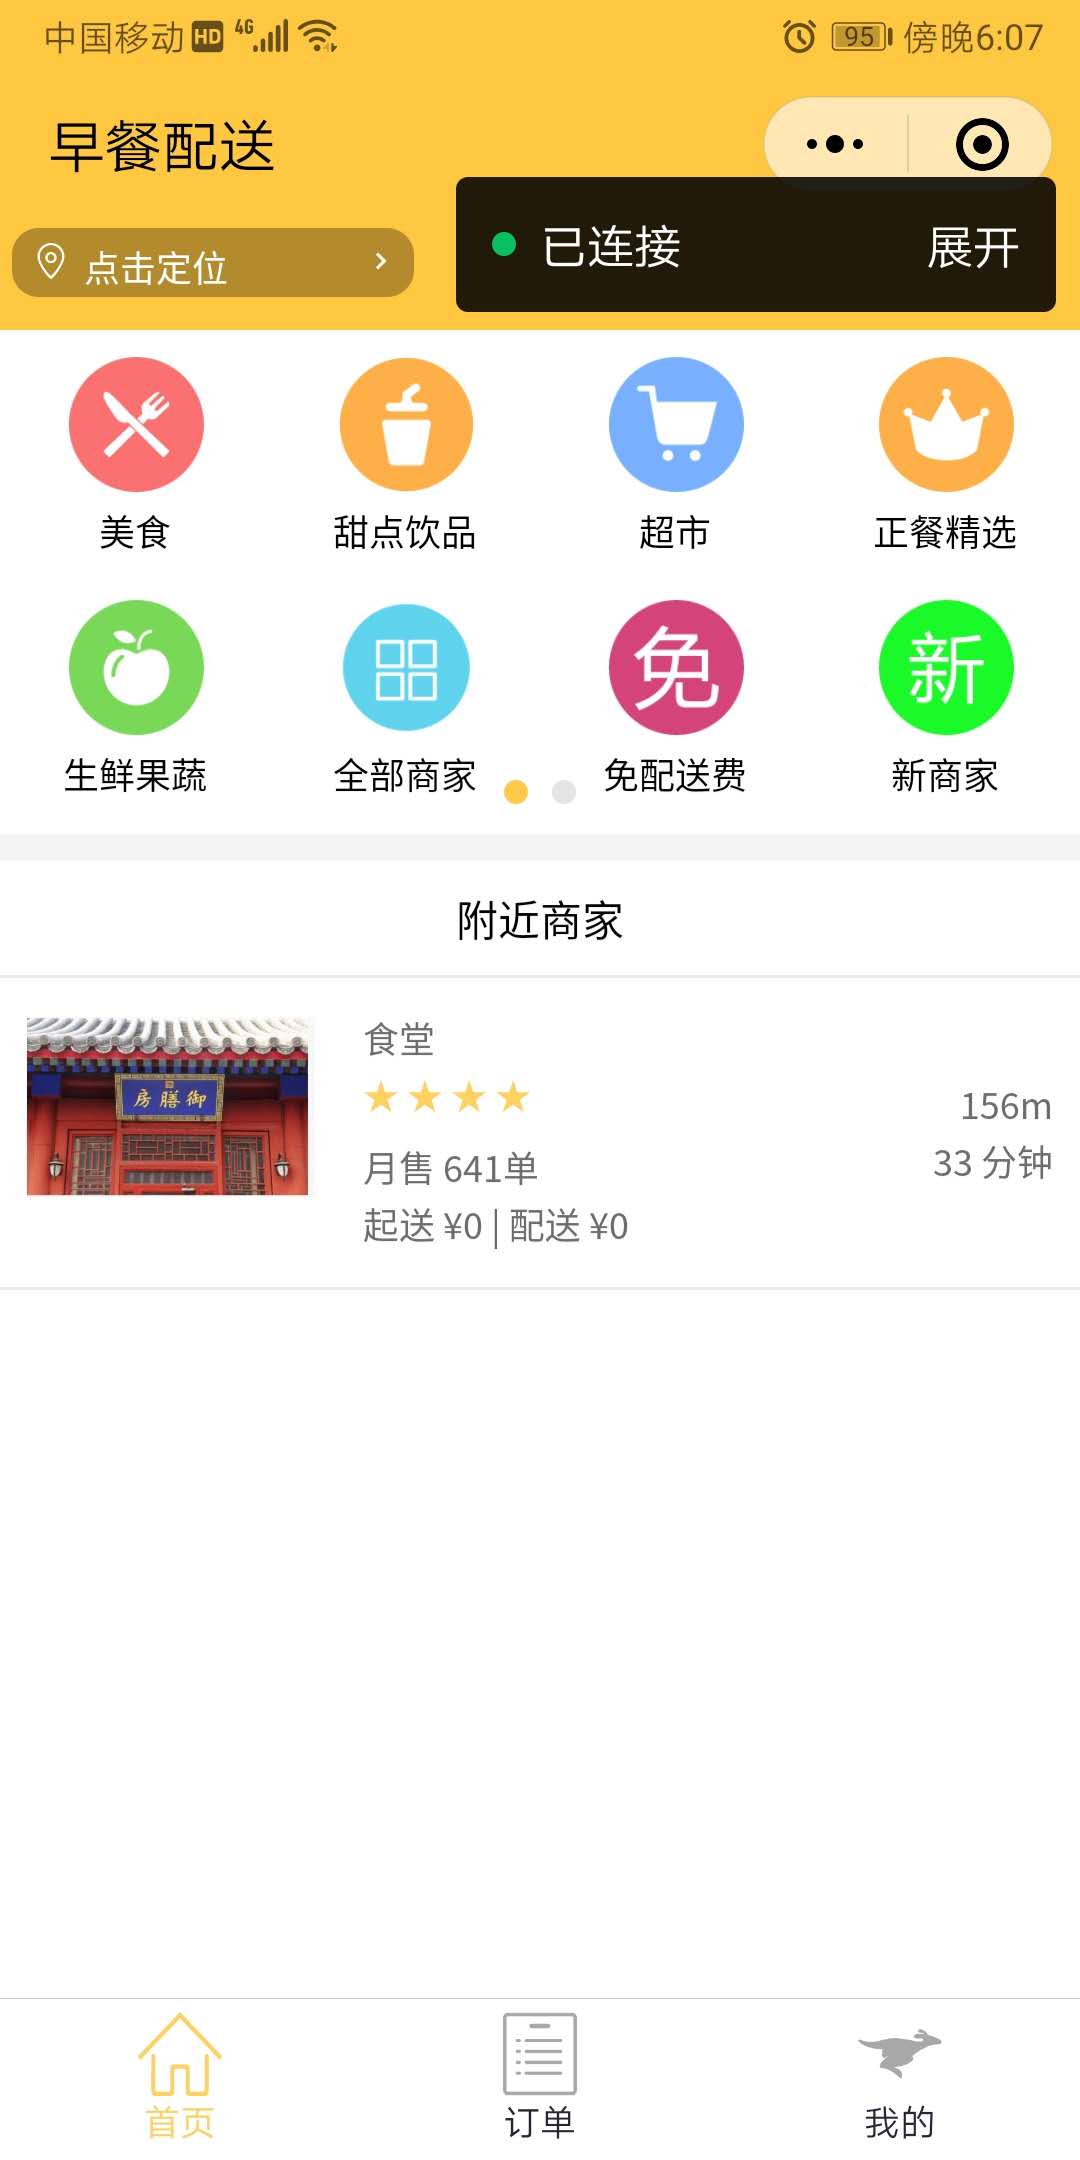 中国移动 HD 4G 95 傍晚6:07
早餐配送
点击定位
已连接 展开
美食 甜点饮品 超市 正餐精选
免 新
生鲜果蔬 全部商家 免配送费 新商家
附近商家
房膳御
食堂
156m
月售 641单
33 分钟
起送 ¥0 | 配送 ¥0
首页 订单 我的